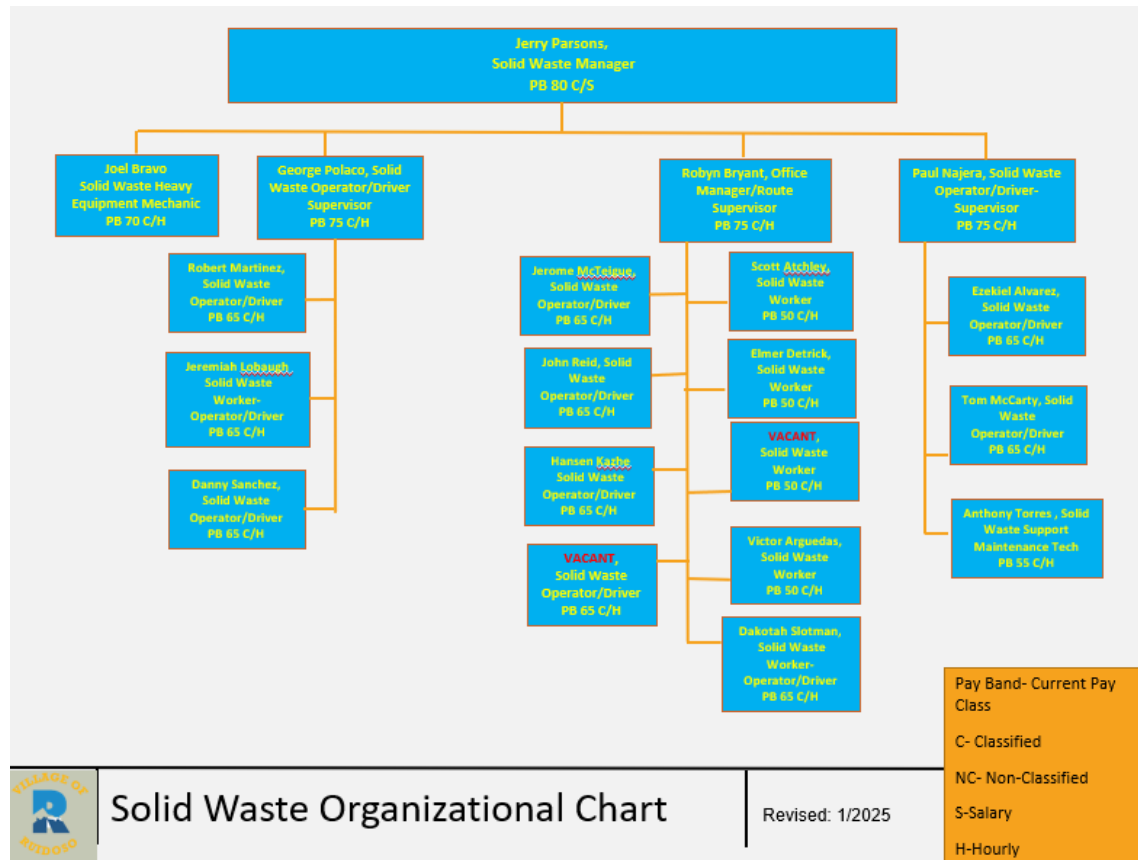 Jerry Parsons,
Solid Waste Manager
PB 80 C/S
Joel Bravo
Solid Waste Heavy
Equipment Mechanic
PB 70 C/H
George Polaco, Solid
Waste Operator/Driver
Supervisor
PB 75 C/H
Robyn Bryant, Office
Manager/Route
Supervisor
PB 75 C/H
Paul Najera, Solid Waste
Operator/Driver-
Supervisor
PB 75 C/H
Robert Martinez,
Solid Waste
Operator/Driver
PB 65 C/H
Jeremiah Lobaugh
Solid Waste
Worker-
Operator/Driver
PB 65 C/H
Danny Sanchez,
Solid Waste
Operator/Driver
PB 65 C/H
Jerome McTeigue,
Solid Waste
Operator/Driver
PB 65 C/H
John Reid, Solid
Waste
Operator/Driver
PB 65 C/H
Hansen Kazhe
Solid Waste
Operator/Driver
PB 65 C/H
VACANT,
Solid Waste
Operator/Driver
PB 65 C/H
Scott Atchley,
Solid Waste
Worker
PB 50 C/H
Elmer Detrick,
Solid Waste
Worker
PB 50 C/H
VACANT,
Solid Waste
Worker
PB 50 C/H
Victor Arguedas,
Solid Waste
Worker
PB 50 C/H
Dakotah Slotman,
Solid Waste
Worker-
Operator/Driver
PB 65 C/H
Ezekiel Alvarez,
Solid Waste
Operator/Driver
PB 65 C/H
Tom McCarty, Solid
Waste
Operator/Driver
PB 65 C/H
Anthony Torres , Solid
Waste Support
Maintenance Tech
PB 55 C/H
Pay Band- Current Pay
Class
C- Classified
NC- Non-Classified
S-Salary
H-Hourly
VILLAGE OF
RUIDOSO
Solid Waste Organizational Chart
Revised: 1/2025